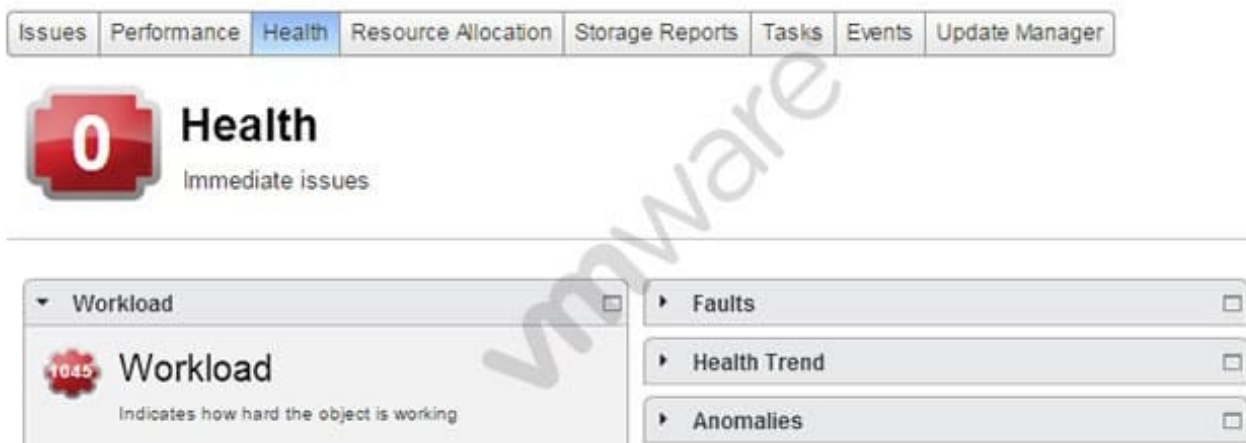 Issues Performance Health Resource Allocation Storage Reports Tasks Events Update Manager
0
Health
Immediate issues
vmware
Workload
1045
Workload
Indicates how hard the object is working
Faults
Health Trend
Anomalies